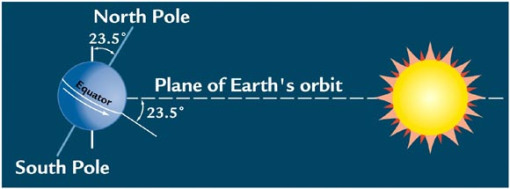 North Pole
23.5°
Equator
Plane of Earth's orbit
23.5°
South Pole